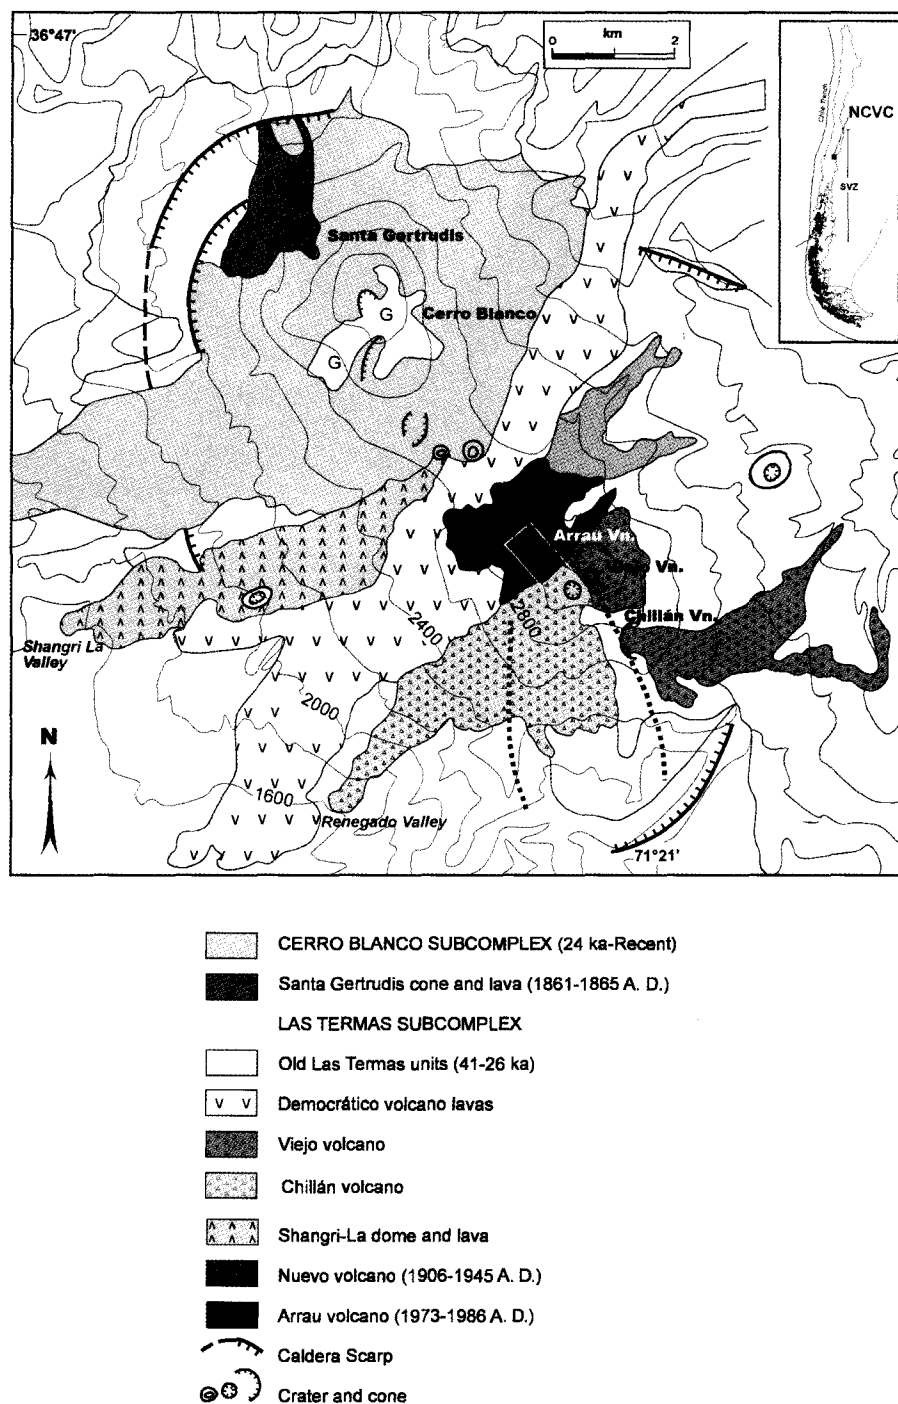 36°47'
km
0 2
Chile Trench
NCVC
SVZ
Santa Gertrudis
Cerro Blanco
G
G
G
Arrau Vn.
Vn.
Chillán Vn.
Shangri La
Valley
2400
2800
2000
1600
N
Renegado Valley
71°21'
CERRO BLANCO SUBCOMPLEX (24 ka-Recent)
Santa Gertrudis cone and lava (1861-1865 A. D.)
LAS TERMAS SUBCOMPLEX
Old Las Termas units (41-26 ka)
v v Democrático volcano lavas
Viejo volcano
Chillán volcano
Shangri-La dome and lava
Nuevo volcano (1906-1945 A. D.)
Arrau volcano (1973-1986 A. D.)
Caldera Scarp
Crater and cone